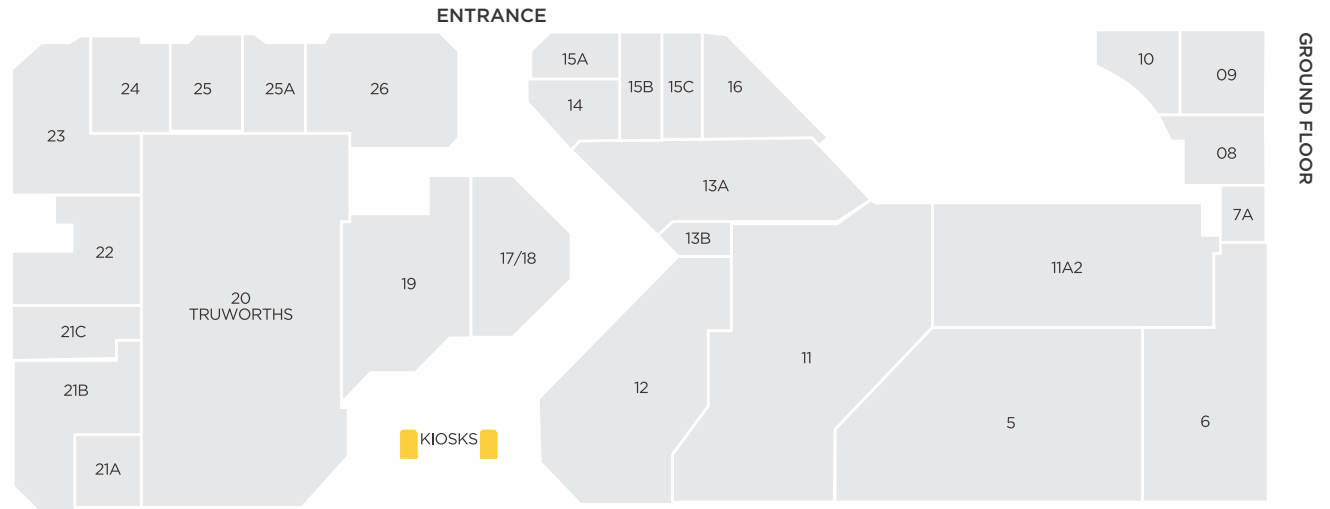 ENTRANCE
GROUND FLOOR
15A
10
09
24
25
25A
26
15B
15C
16
14
23
08
13A
7A
13B
22
17/18
11A2
19
20
TRUWORTHS
21C
11
12
21B
5
6
KIOSKS
21A